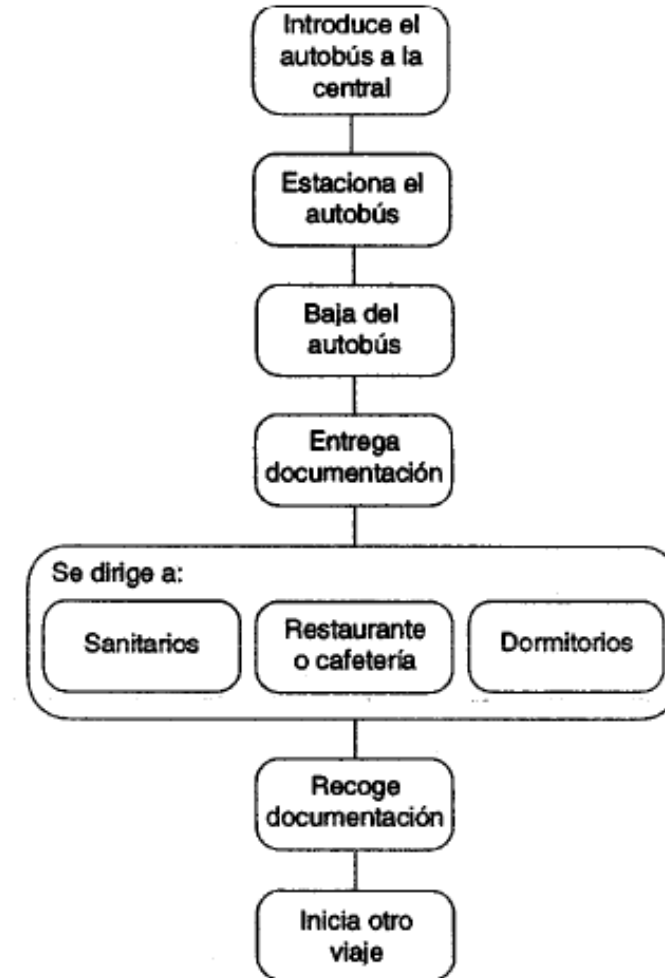 Introduce el
autobús a la
central
Estaciona el
autobús
Baja del
autobús
Entrega
documentación
Se dirige a:
Sanitarios
Restaurante
o cafetería
Dormitorios
Recoge
documentación
Inicia otro
viaje